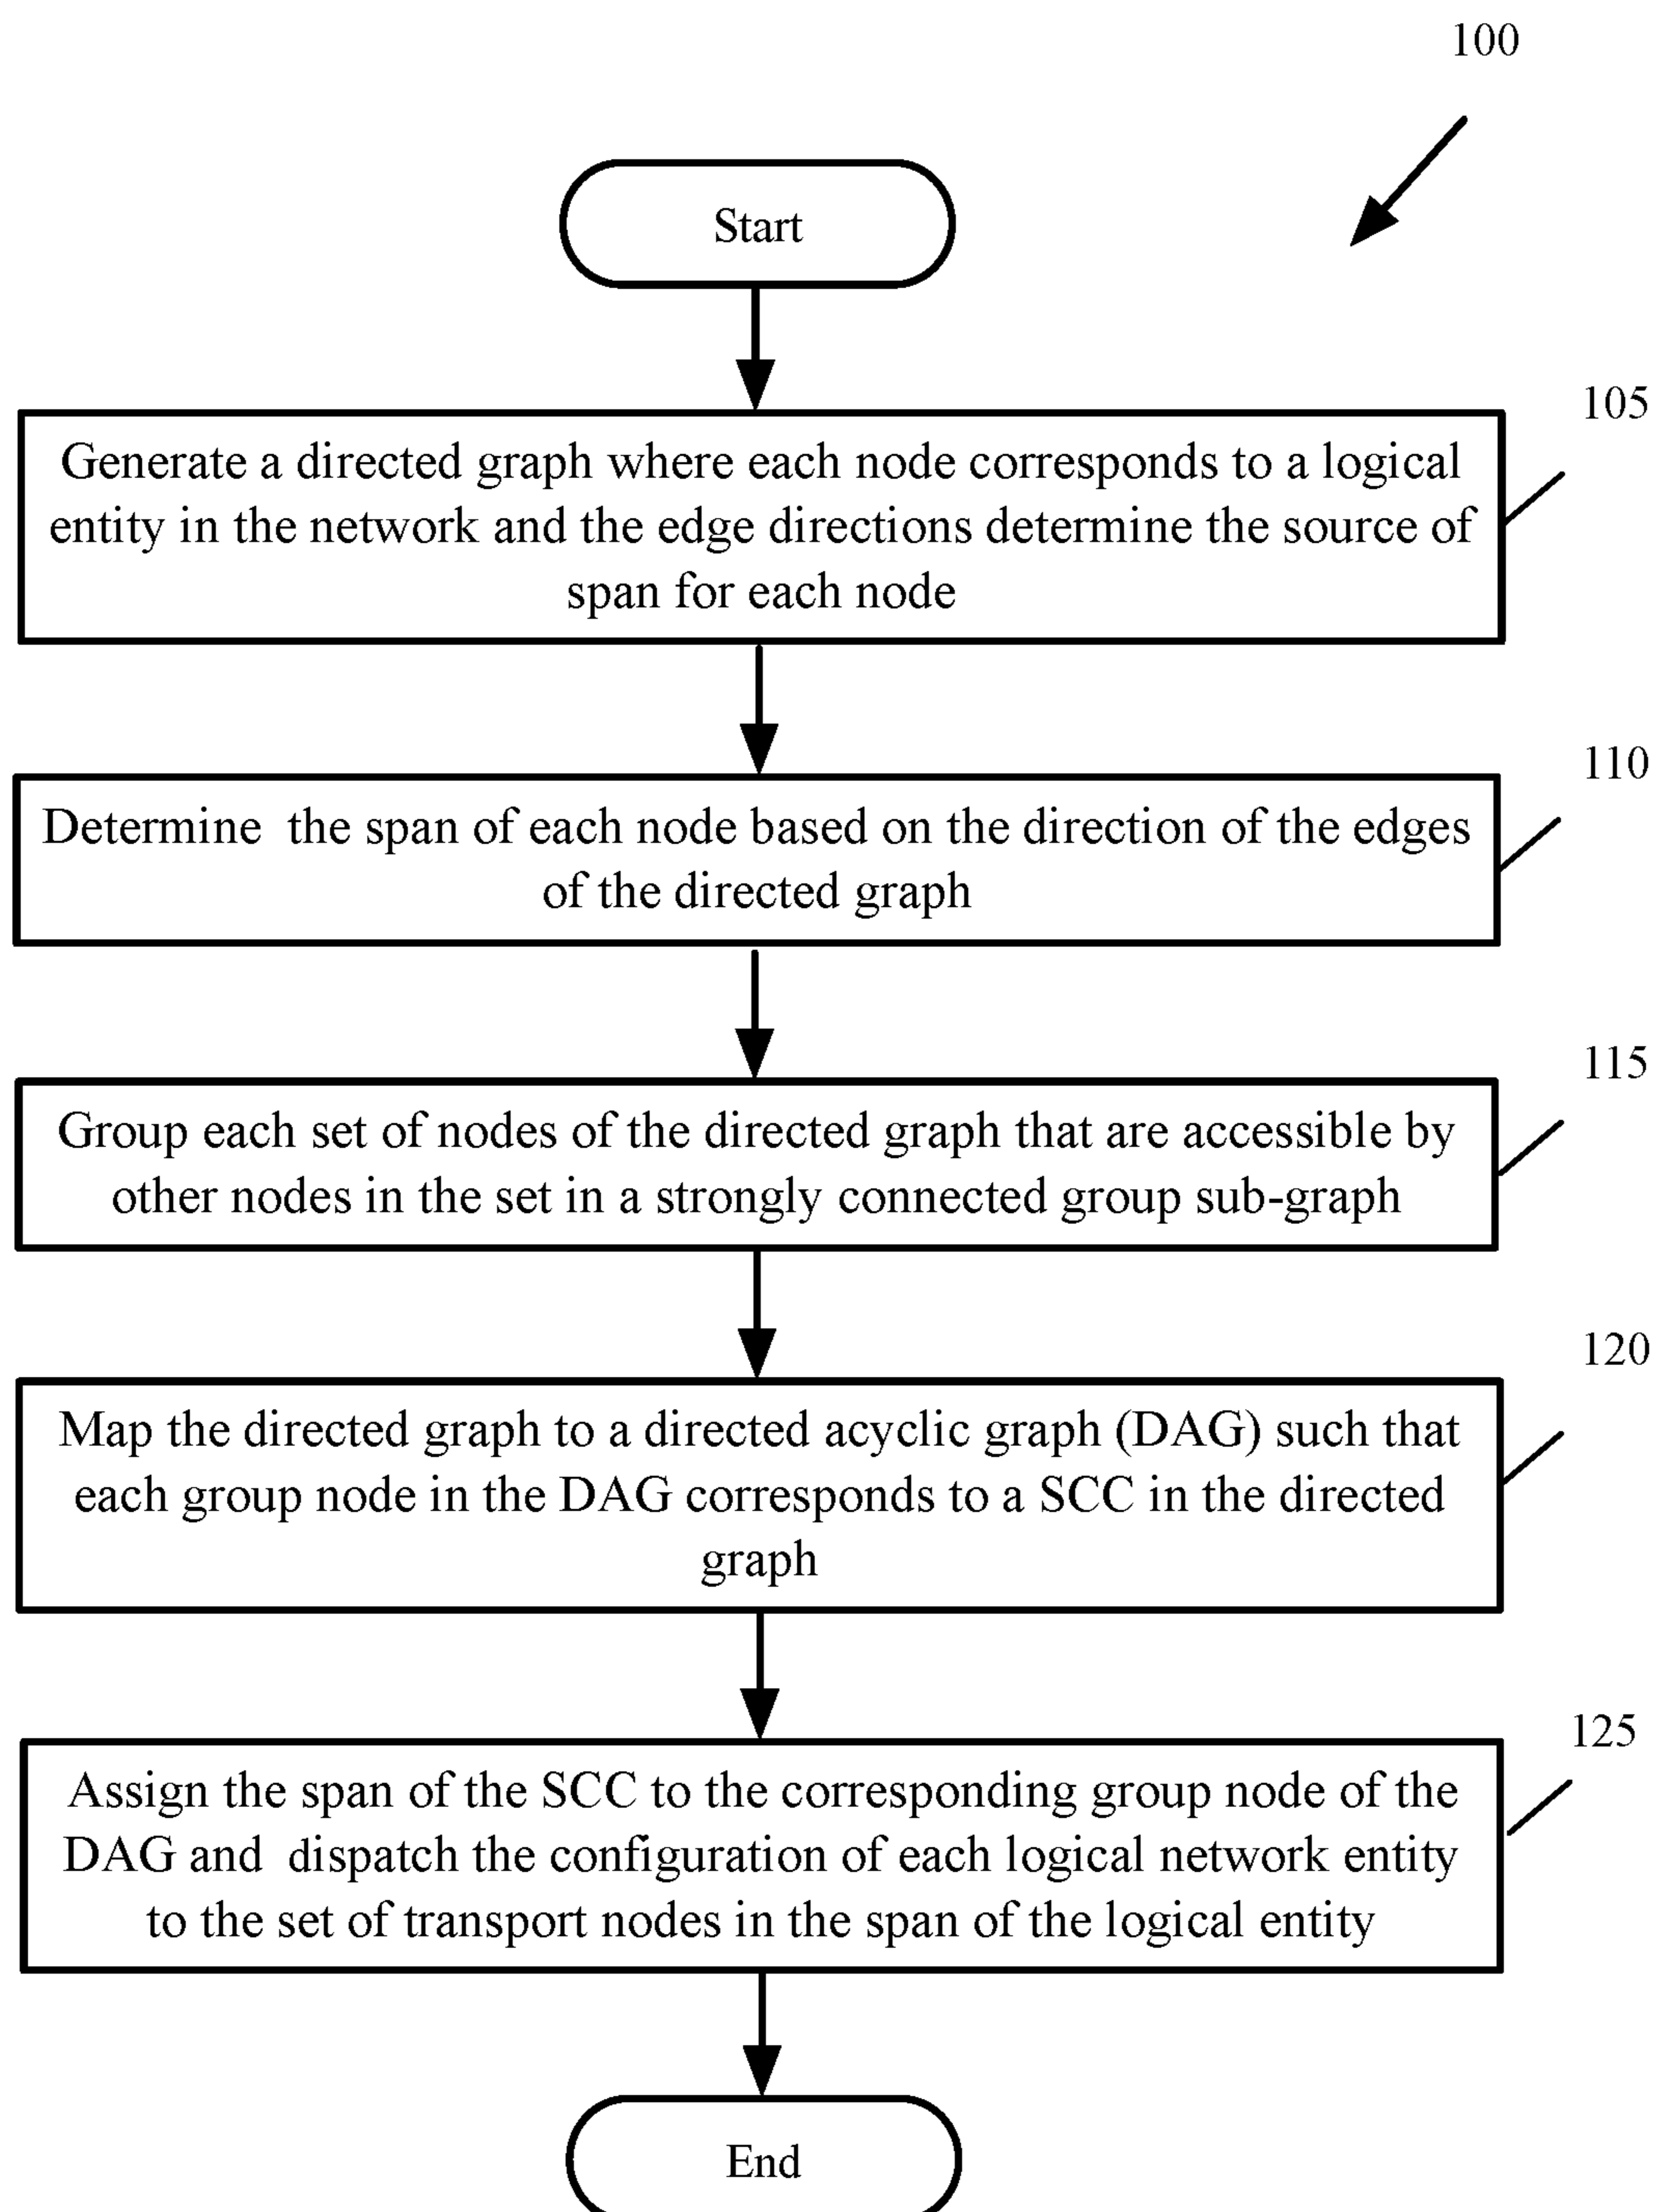 100
Start
105
Generate a directed graph where each node corresponds to a logical
entity in the network and the edge directions determine the source of
span for each node
110
Determine the span of each node based on the direction of the edges
of the directed graph
115
Group each set of nodes of the directed graph that are accessible by
other nodes in the set in a strongly connected group sub-graph
120
Map the directed graph to a directed acyclic graph (DAG) such that
each group node in the DAG corresponds to a SCC in the directed
graph
125
Assign the span of the SCC to the corresponding group node of the
DAG and dispatch the configuration of each logical network entity
to the set of transport nodes in the span of the logical entity
End